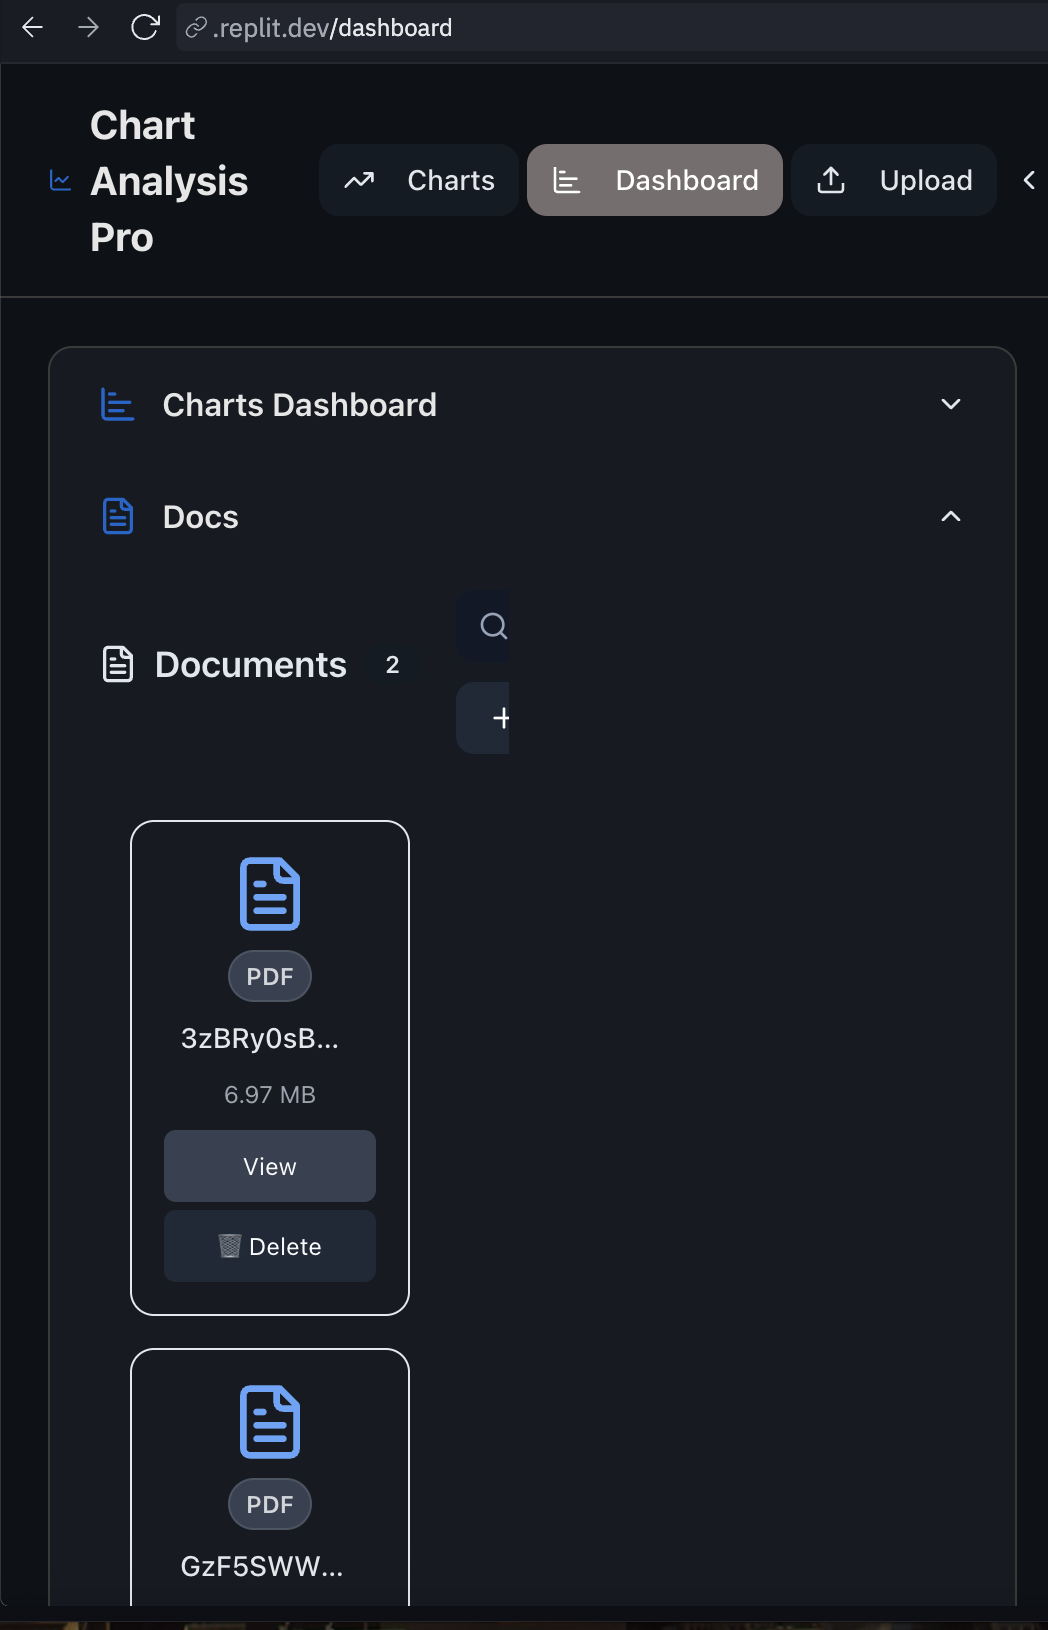 .replit.dev/dashboard
Chart
Analysis
Pro
Charts
Dashboard
Upload
Charts Dashboard
Docs
Documents 2
PDF
3zBRy0sB...
6.97 MB
View
Delete
PDF
GzF5SWW...